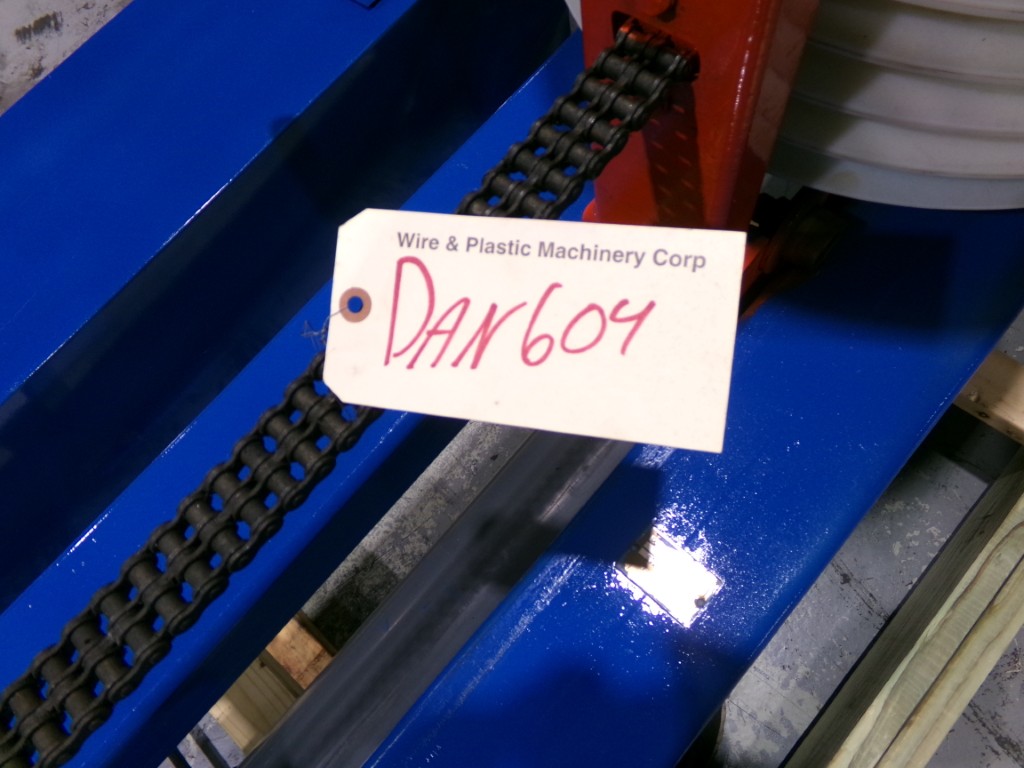 Wire & Plastic Machinery Corp
DAN604